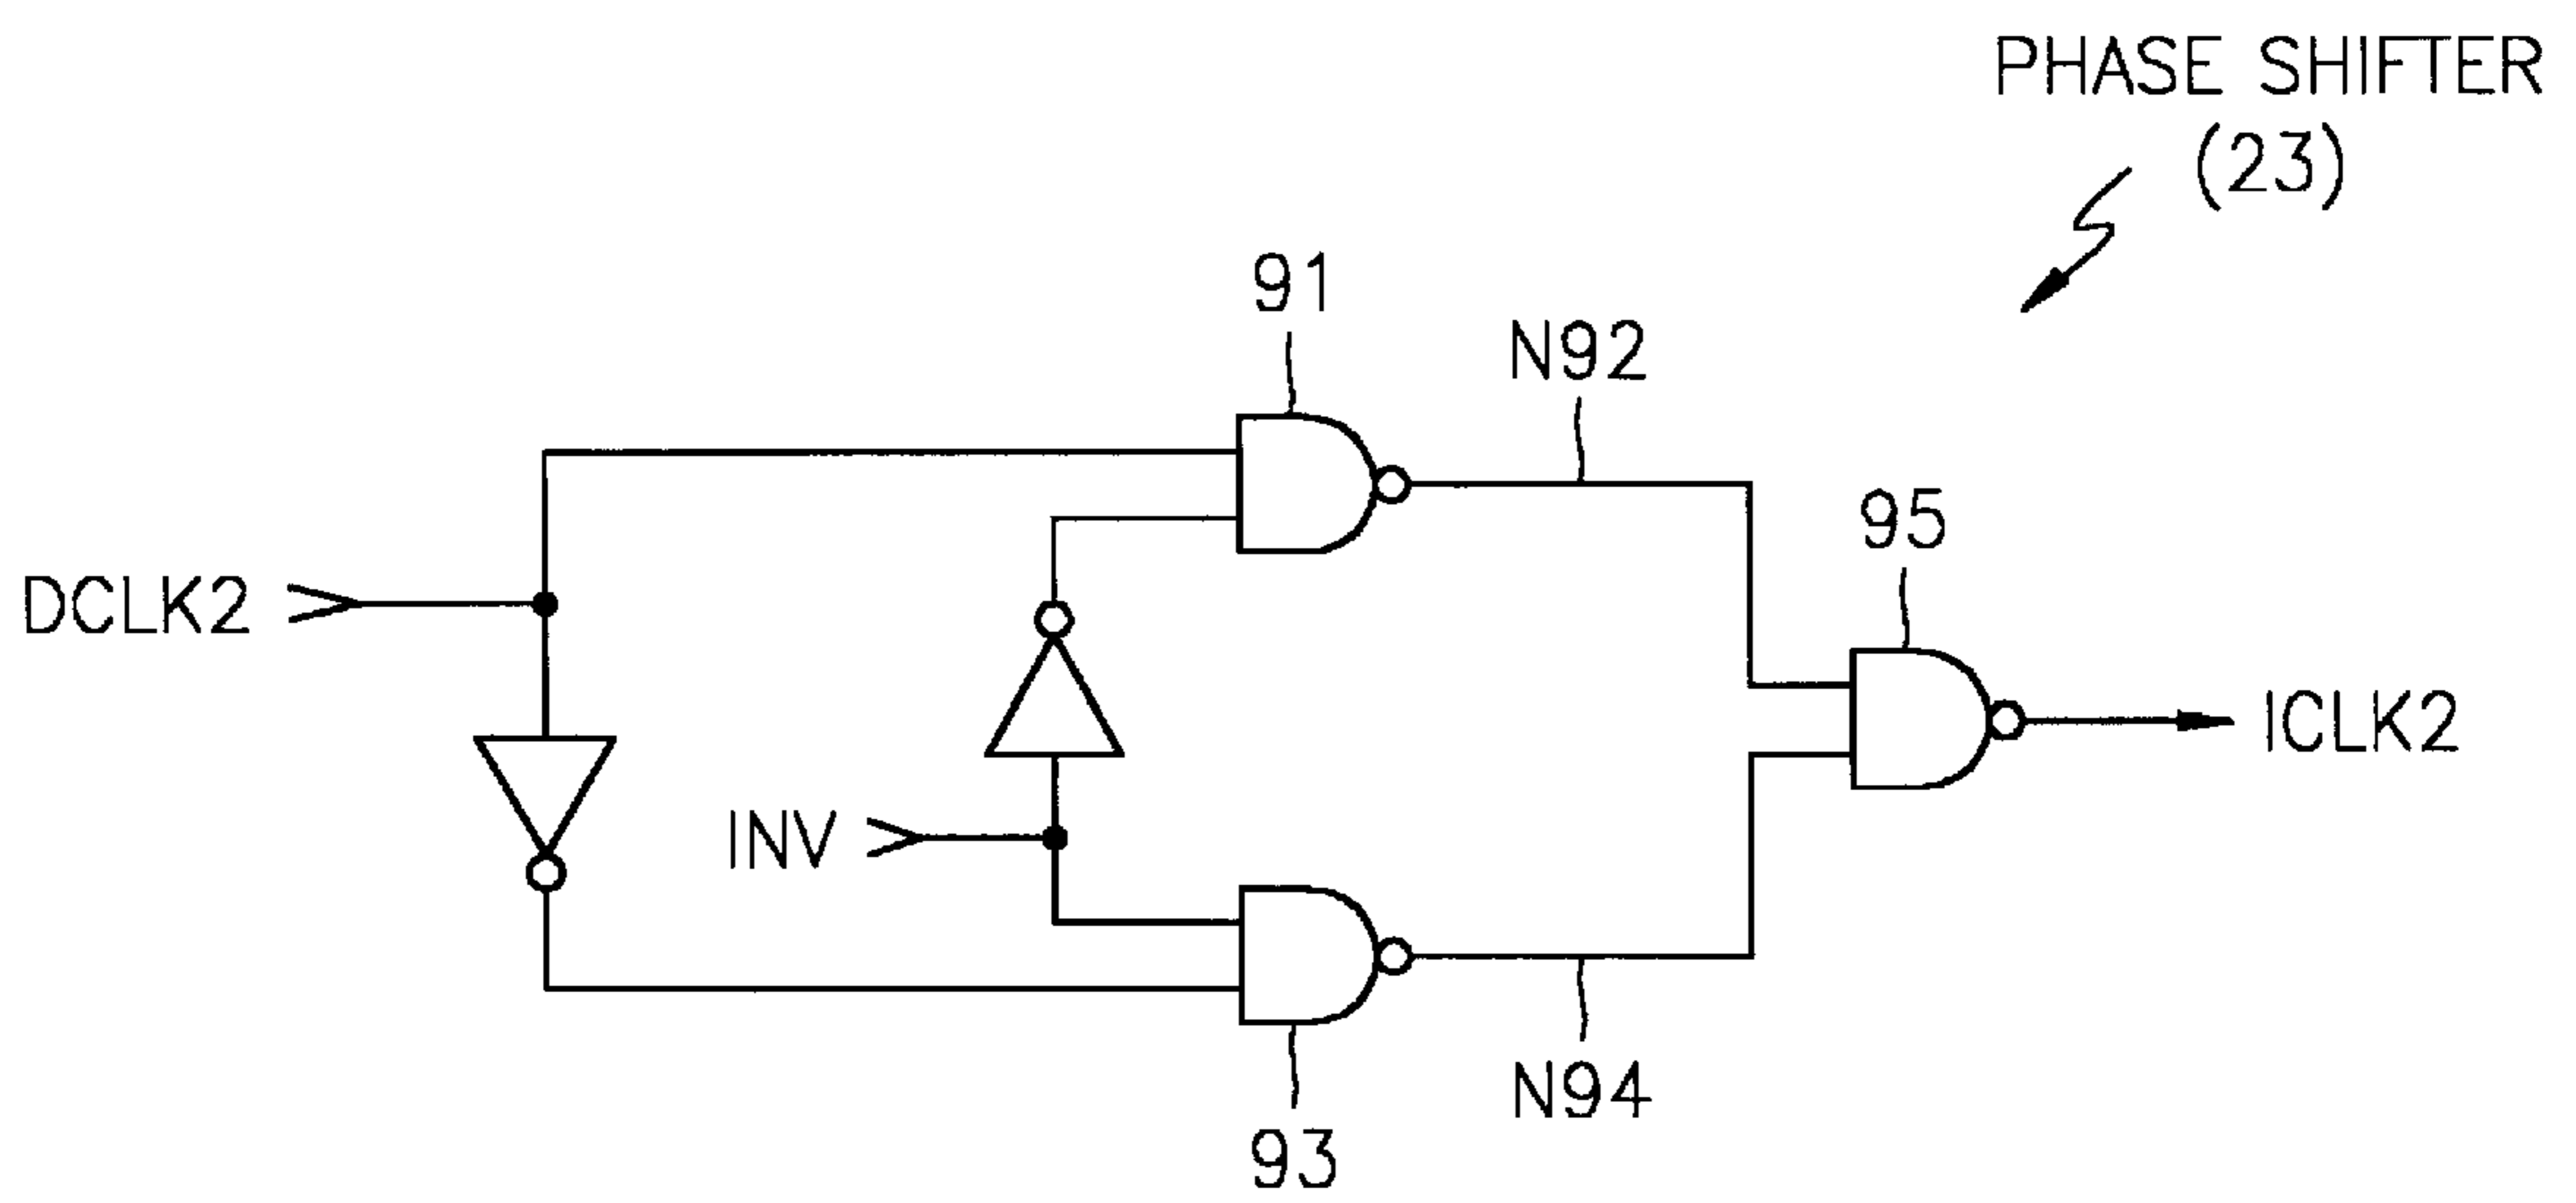 PHASE SHIFTER
(23)
91
N92
95
DCLK2
ICLK2
INV
N94
93